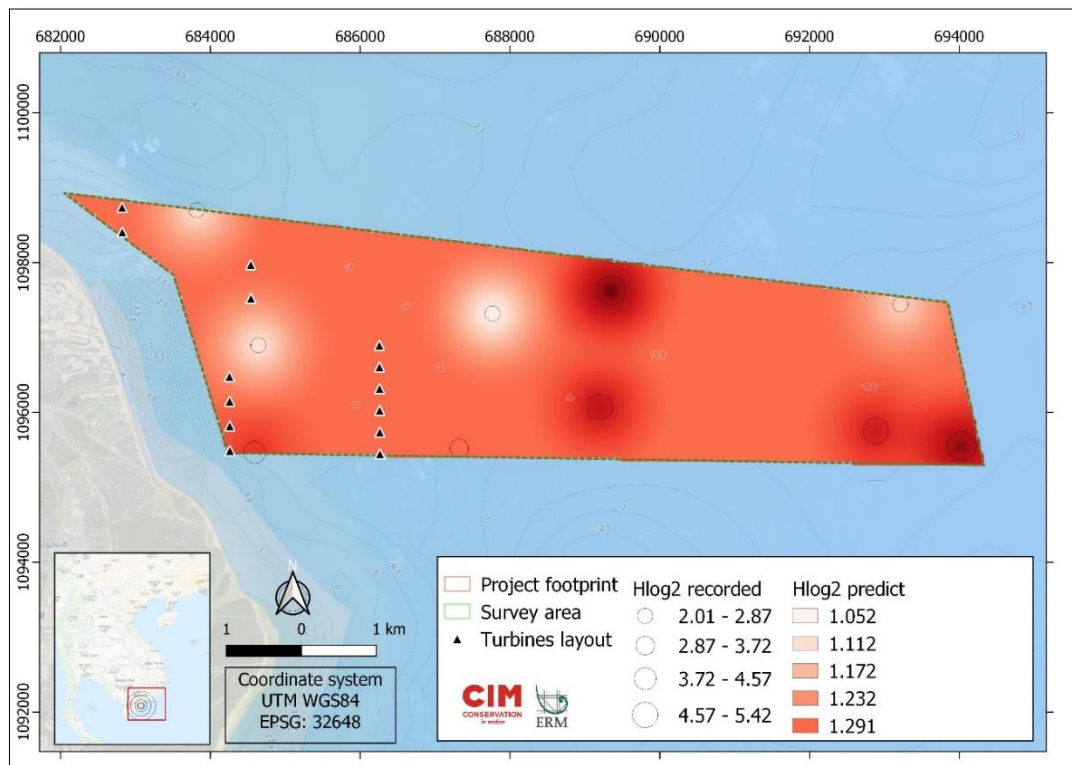 682000 684000 686000 688000 690000 692000 694000
1100000
1098000
1096000
1094000
1092000
N
1 0 1 km
Coordinate system
UTM WGS84
EPSG: 32648
Project footprint
Survey area
Turbines layout
CIM
CONSERVATION
in motion
ERM
Hlog2 recorded
2.01 - 2.87
2.87 - 3.72
3.72 - 4.57
4.57 - 5.42
Hlog2 predict
1.052
1.112
1.172
1.232
1.291